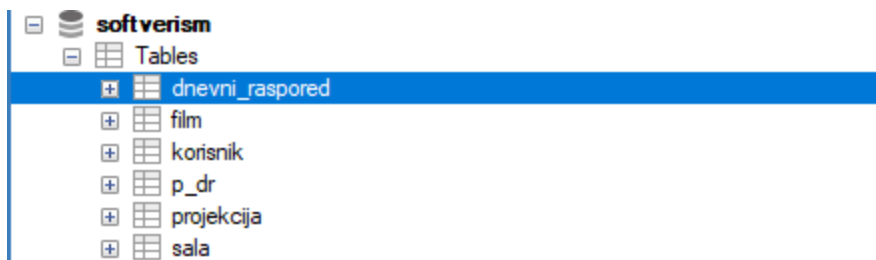 softverism
Tables
dnevni_raspored
film
korisnik
p_dr
projekcija
sala